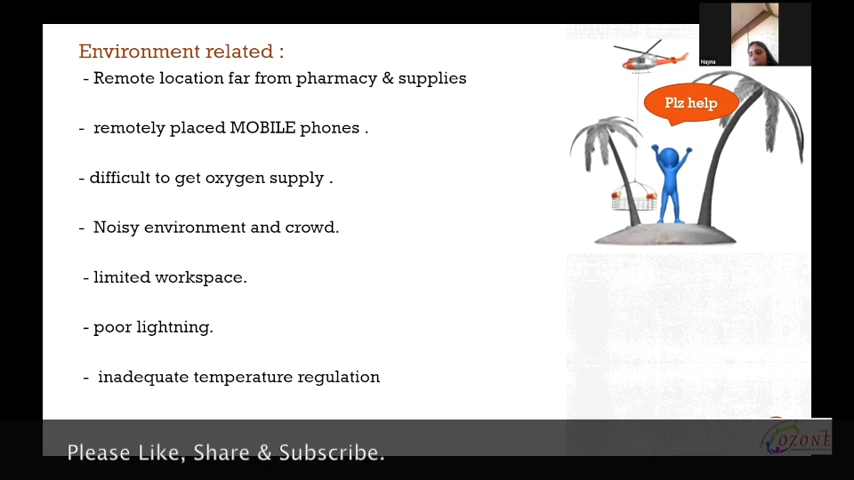 Environment related :
- Remote location far from pharmacy & supplies
- remotely placed MOBILE phones .
- difficult to get oxygen supply .
- Noisy environment and crowd.
- limited workspace.
- poor lightning.
- inadequate temperature regulation
Plz help
Nayna
Please Like, Share & Subscribe.
OZONE